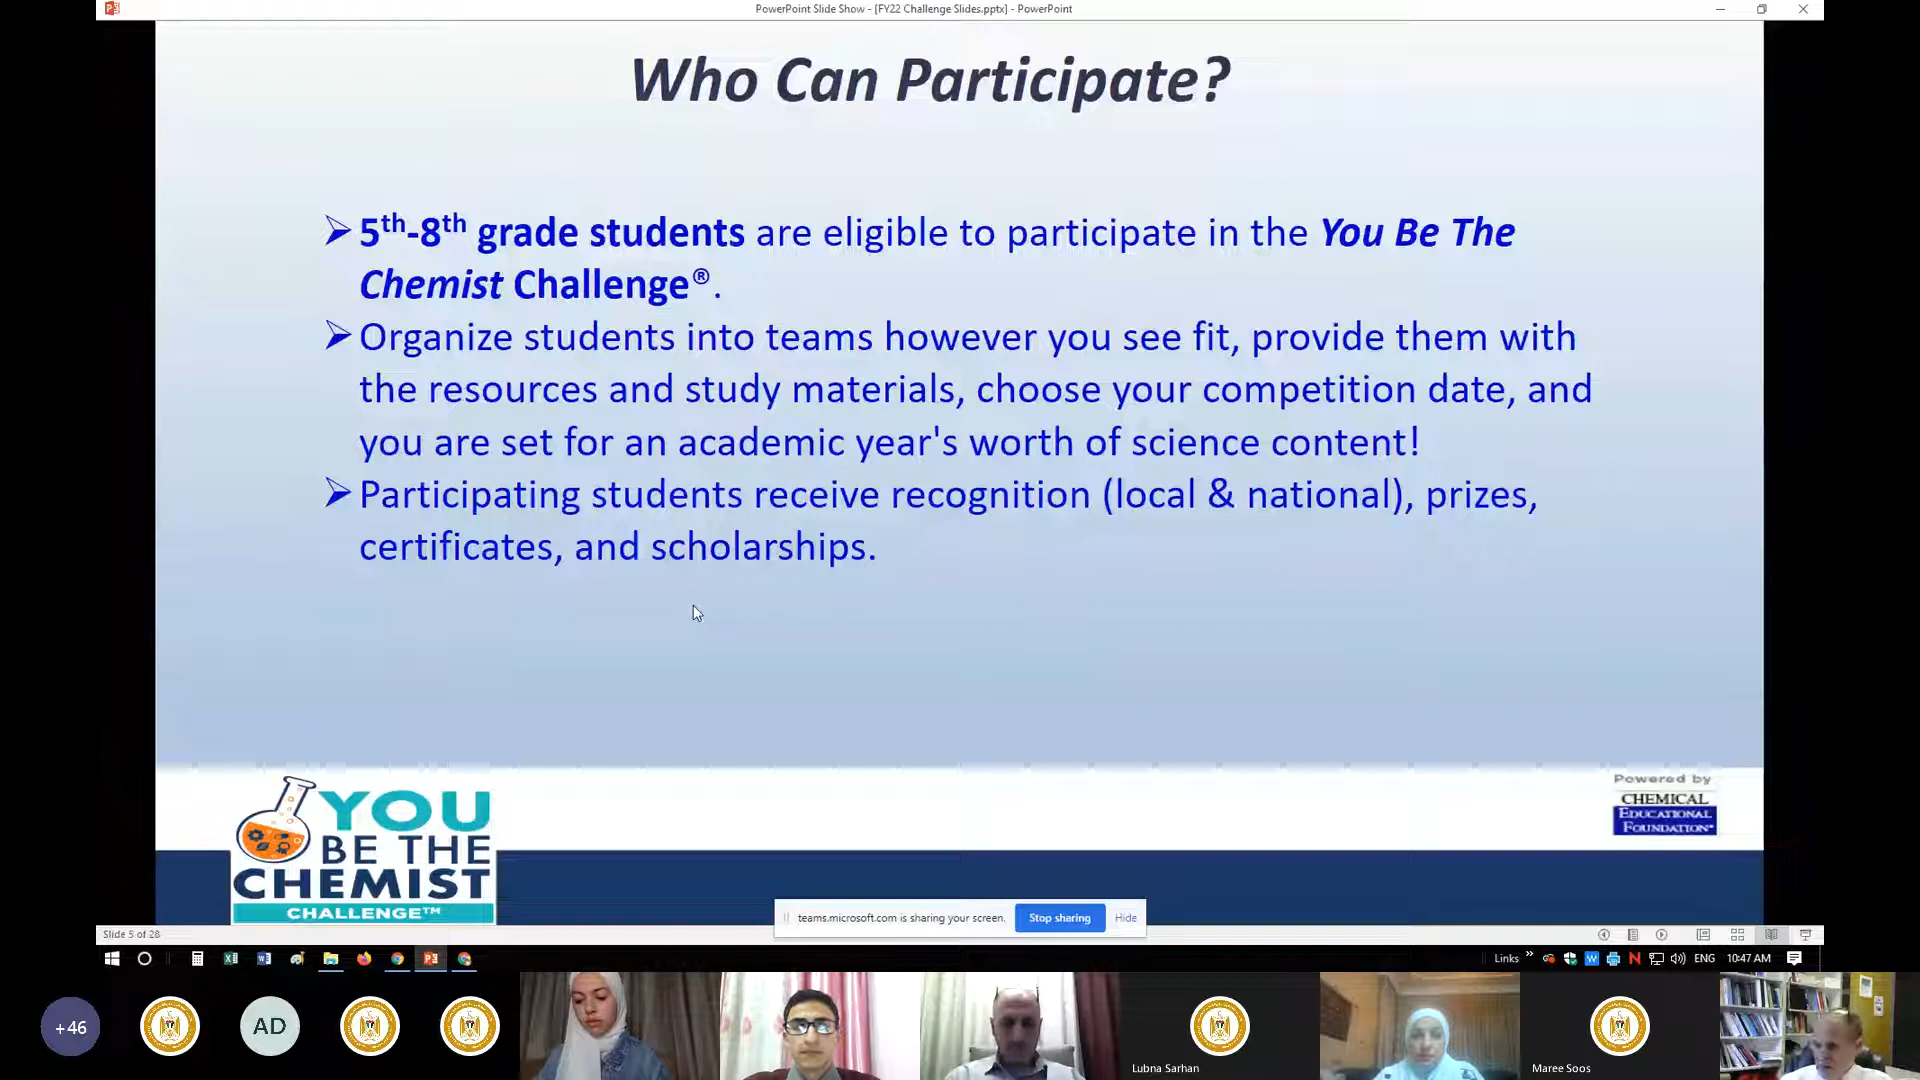 PowerPoint Slide Show - [FY22 Challenge Slides.pptx] - PowerPoint
Who Can Participate?
➢5th-8th grade students are eligible to participate in the You Be The
Chemist Challenge®.
➢Organize students into teams however you see fit, provide them with
the resources and study materials, choose your competition date, and
you are set for an academic year's worth of science content!
➢Participating students receive recognition (local & national), prizes,
certificates, and scholarships.
YOU
BE THE
CHEMIST
CHALLENGE™
Powered by
CHEMICAL
EDUCATIONAL
FOUNDATION®
teams.microsoft.com is sharing your screen.
Stop sharing
Hide
Slide 5 of 28
Links
ENG
10:47 AM
+46
AD
Lubna Sarhan
Maree Soos